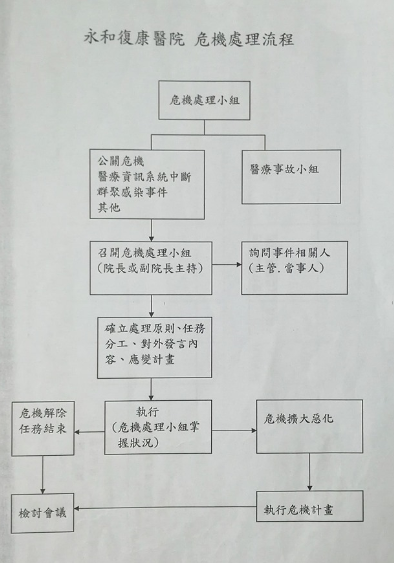 永和復康醫院 危機處理流程
危機處理小組
公關危機
醫療資訊系統中斷
群聚感染事件
其他
醫療事故小組
召開危機處理小組
(院長或副院長主持)
詢問事件相關人
(主管.當事人)
確立處理原則、任務
分工、對外發言內
容、應變計畫
執行
(危機處理小組掌
握狀況)
危機解除
任務結束
危機擴大惡化
檢討會議
執行危機計畫